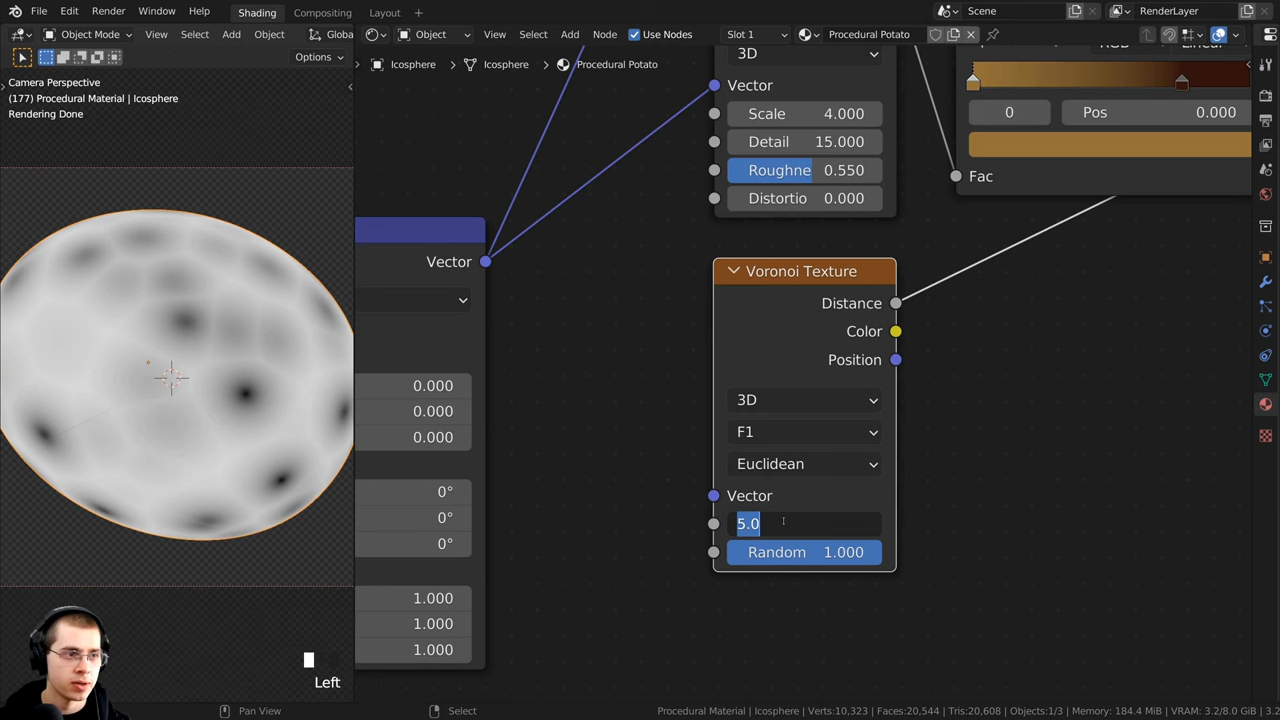 File Edit Render Window Help Shading Compositing Layout + Scene RenderLayer
Object Mode View Select Add Object Globa Object View Select Add Node Use Nodes Slot 1 Procedural Potato
Options Icosphere > Icosphere > Procedural Potato
Camera Perspective
(177) Procedural Material | Icosphere
Rendering Done
3D
Vector
Scale 4.000
Detail 15.000
Roughne 0.550
Distortio 0.000
0 Pos 0.000
Fac
Vector
0.000
0.000
0.000
0°
0°
0°
1.000
1.000
1.000
Voronoi Texture
Distance
Color
Position
3D
F1
Euclidean
Vector
5.0
Random 1.000
Left
Pan View Select Procedural Material | Icosphere | Verts:10,323 | Faces:20,544 | Tris:20,608 | Objects:1/3 | Memory: 184.4 MiB | VRAM: 3.2/8.0 GiB | 3.2